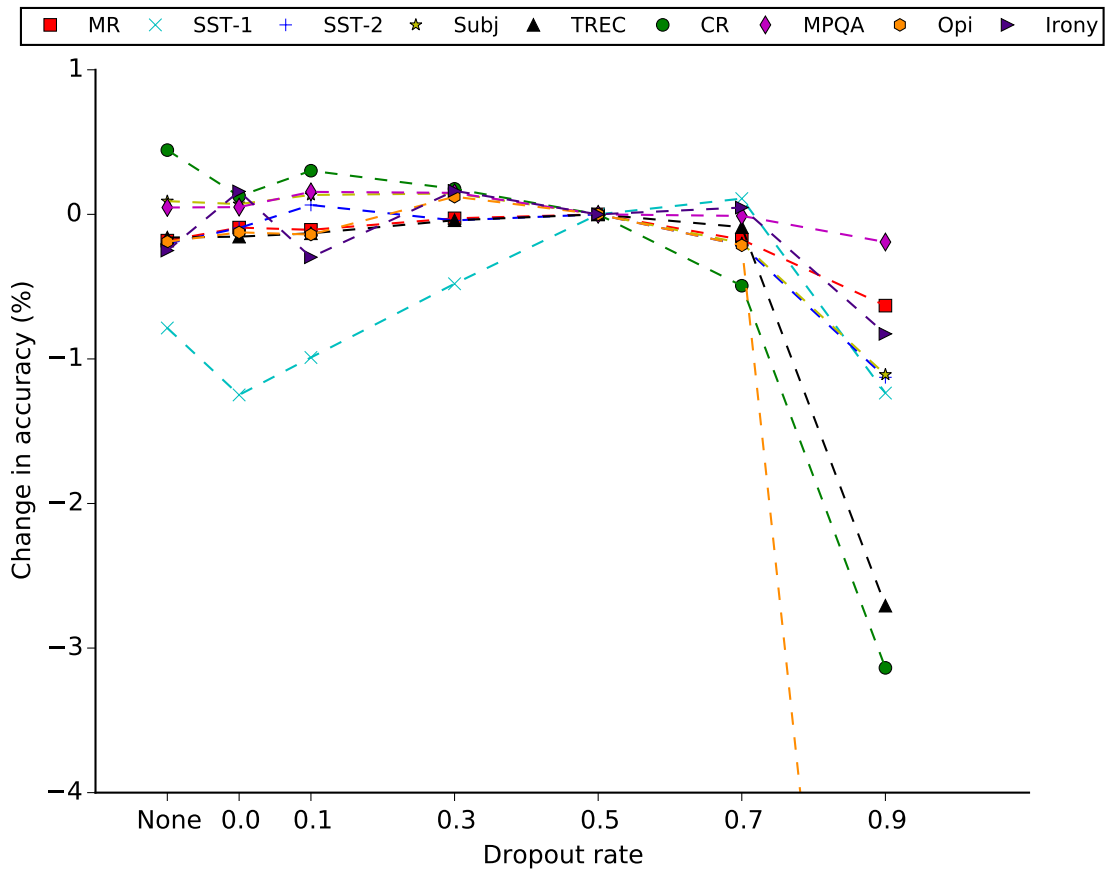 MR SST-1 SST-2 Subj TREC CR MPQA Opi Irony
1
0
−1
−2
−3
−4
Change in accuracy (%)
None 0.0 0.1 0.3 0.5 0.7 0.9
Dropout rate